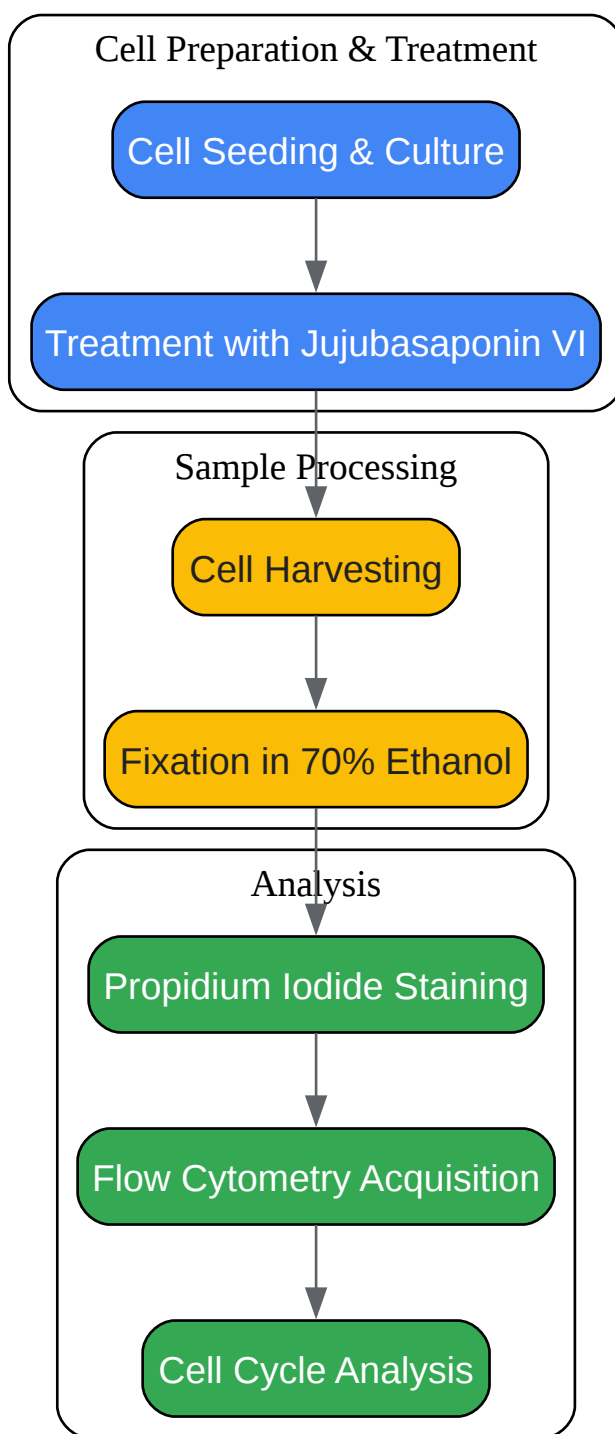 Cell Preparation & Treatment
Cell Seeding & Culture
Treatment with Jujubasaponin VI
Sample Processing
Cell Harvesting
Fixation in 70% Ethanol
Analysis
Propidium Iodide Staining
Flow Cytometry Acquisition
Cell Cycle Analysis